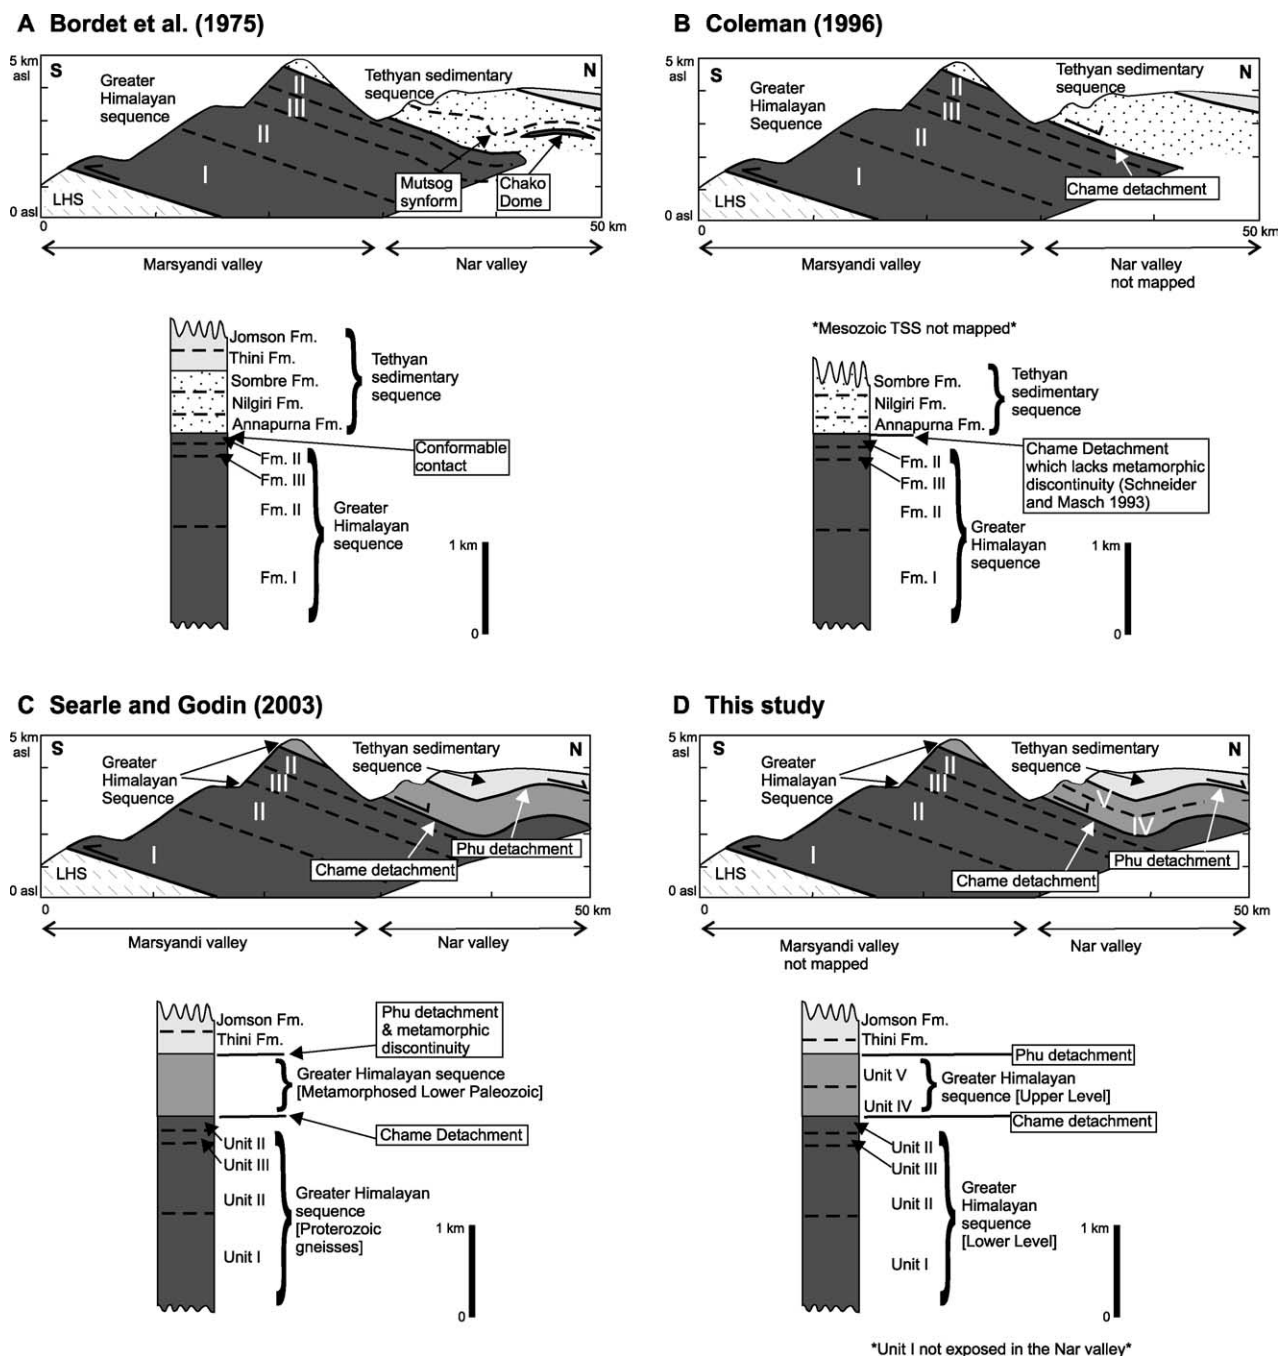 A Bordet et al. (1975)
5 km
asl
S
N
Greater
Himalayan
sequence
Tethyan sedimentary
sequence
II
III
II
I
LHS
Mutsog
synform
Chako
Dome
0 asl
0
50 km
Marsyandi valley
Nar valley
Jomson Fm.
Thini Fm.
Sombre Fm.
Nilgiri Fm.
Annapurna Fm.
Tethyan
sedimentary
sequence
Conformable
contact
Fm. II
Fm. III
Fm. II
Fm. I
Greater
Himalayan
sequence
1 km
0
B Coleman (1996)
5 km
asl
S
N
Greater
Himalayan
Sequence
Tethyan sedimentary
sequence
II
III
II
I
LHS
Chame detachment
0 asl
0
50 km
Marsyandi valley
Nar valley
not mapped
*Mesozoic TSS not mapped*
Sombre Fm.
Nilgiri Fm.
Annapurna Fm.
Tethyan
sedimentary
sequence
Chame Detachment
which lacks metamorphic
discontinuity (Schneider
and Masch 1993)
Fm. II
Fm. III
Fm. II
Fm. I
Greater
Himalayan
sequence
1 km
0
C Searle and Godin (2003)
5 km
asl
S
N
Greater
Himalayan
Sequence
Tethyan sedimentary
sequence
II
III
II
I
LHS
Phu detachment
Chame detachment
0 asl
0
50 km
Marsyandi valley
Nar valley
Jomson Fm.
Thini Fm.
Phu detachment
& metamorphic
discontinuity
Greater Himalayan sequence
[Metamorphosed Lower Paleozoic]
Chame Detachment
Unit II
Unit III
Unit II
Unit I
Greater Himalayan
sequence
[Proterozoic
gneisses]
1 km
0
D This study
5 km
asl
S
N
Greater
Himalayan
Sequence
Tethyan sedimentary
sequence
II
III
II
I
V
IV
LHS
Phu detachment
Chame detachment
0 asl
0
50 km
Marsyandi valley
not mapped
Nar valley
Jomson Fm.
Thini Fm.
Phu detachment
Unit V
Unit IV
Greater Himalayan
sequence [Upper Level]
Chame detachment
Unit II
Unit III
Unit II
Unit I
Greater
Himalayan
sequence
[Lower Level]
1 km
0
*Unit I not exposed in the Nar valley*